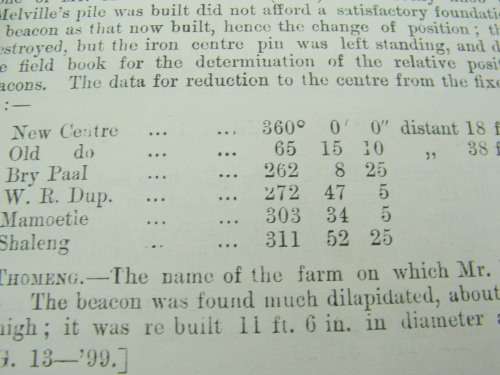 Melville's pile was built did not afford a satisfactory foundatio
beacon as that now built, hence the change of position; th
estroyed, but the iron centre pin was left standing, and d
e field book for the determination of the relative posit
acons. The data for reduction to the centre from the fixe
:—
New Centre ... ... 360° 0′ 0″ distant 18 f
Old do ... ... 65 15 10 „ 38 f
Bry Paal ... ... 262 8 25
W. R. Dup. ... ... 272 47 5
Mamoetie ... ... 303 34 5
Shaleng ... ... 311 52 25
THOMENG.—The name of the farm on which Mr.
The beacon was found much dilapidated, about
high; it was re built 11 ft. 6 in. in diameter a
G. 13—'99.]